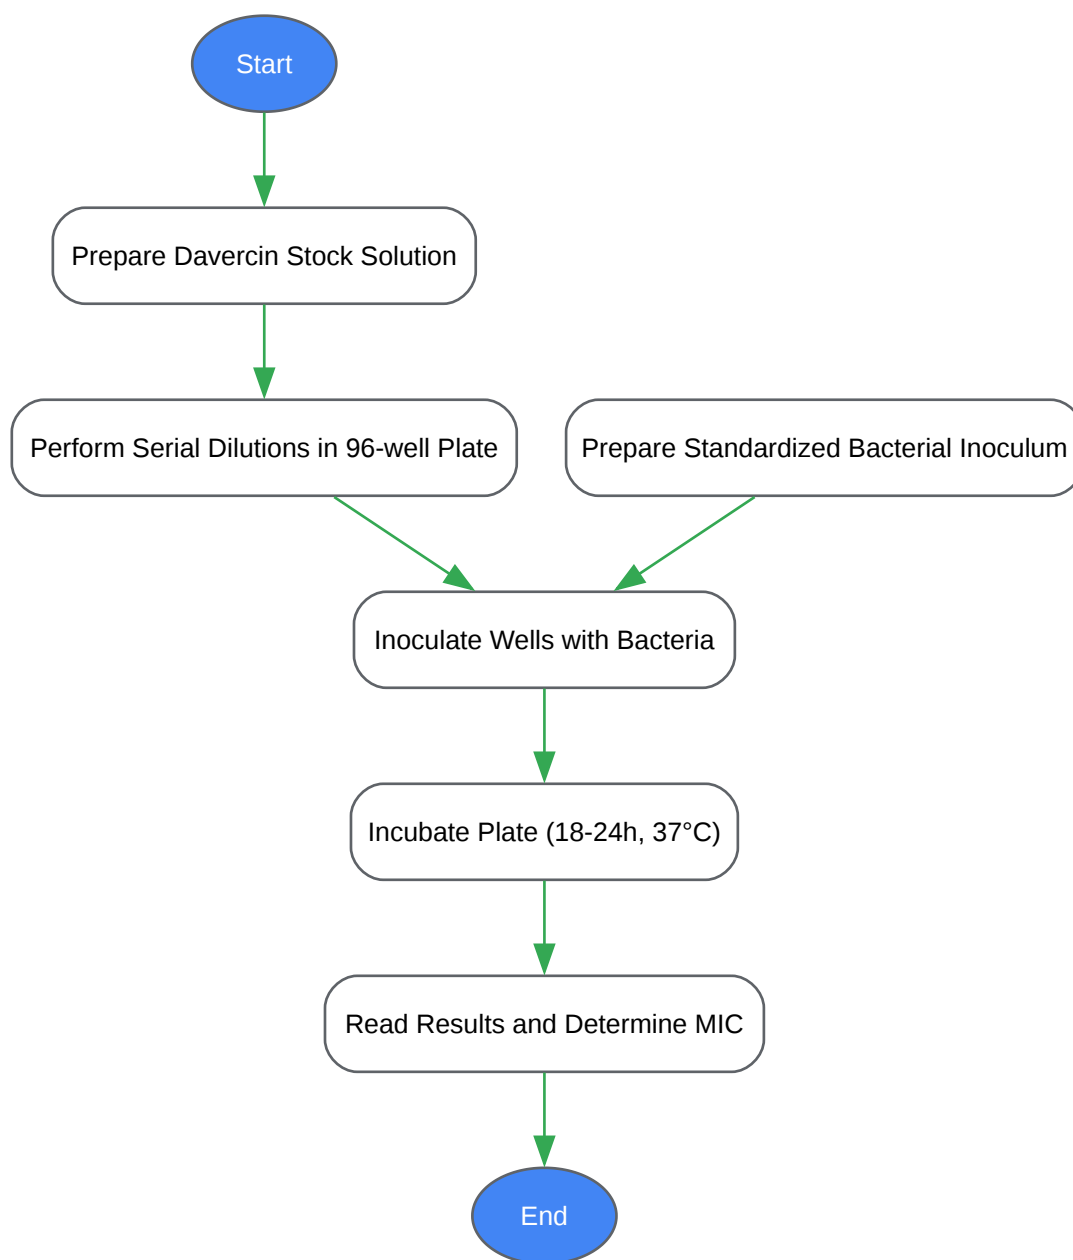 Start
Prepare Davercin Stock Solution
Perform Serial Dilutions in 96-well Plate
Prepare Standardized Bacterial Inoculum
Inoculate Wells with Bacteria
Incubate Plate (18-24h, 37°C)
Read Results and Determine MIC
End